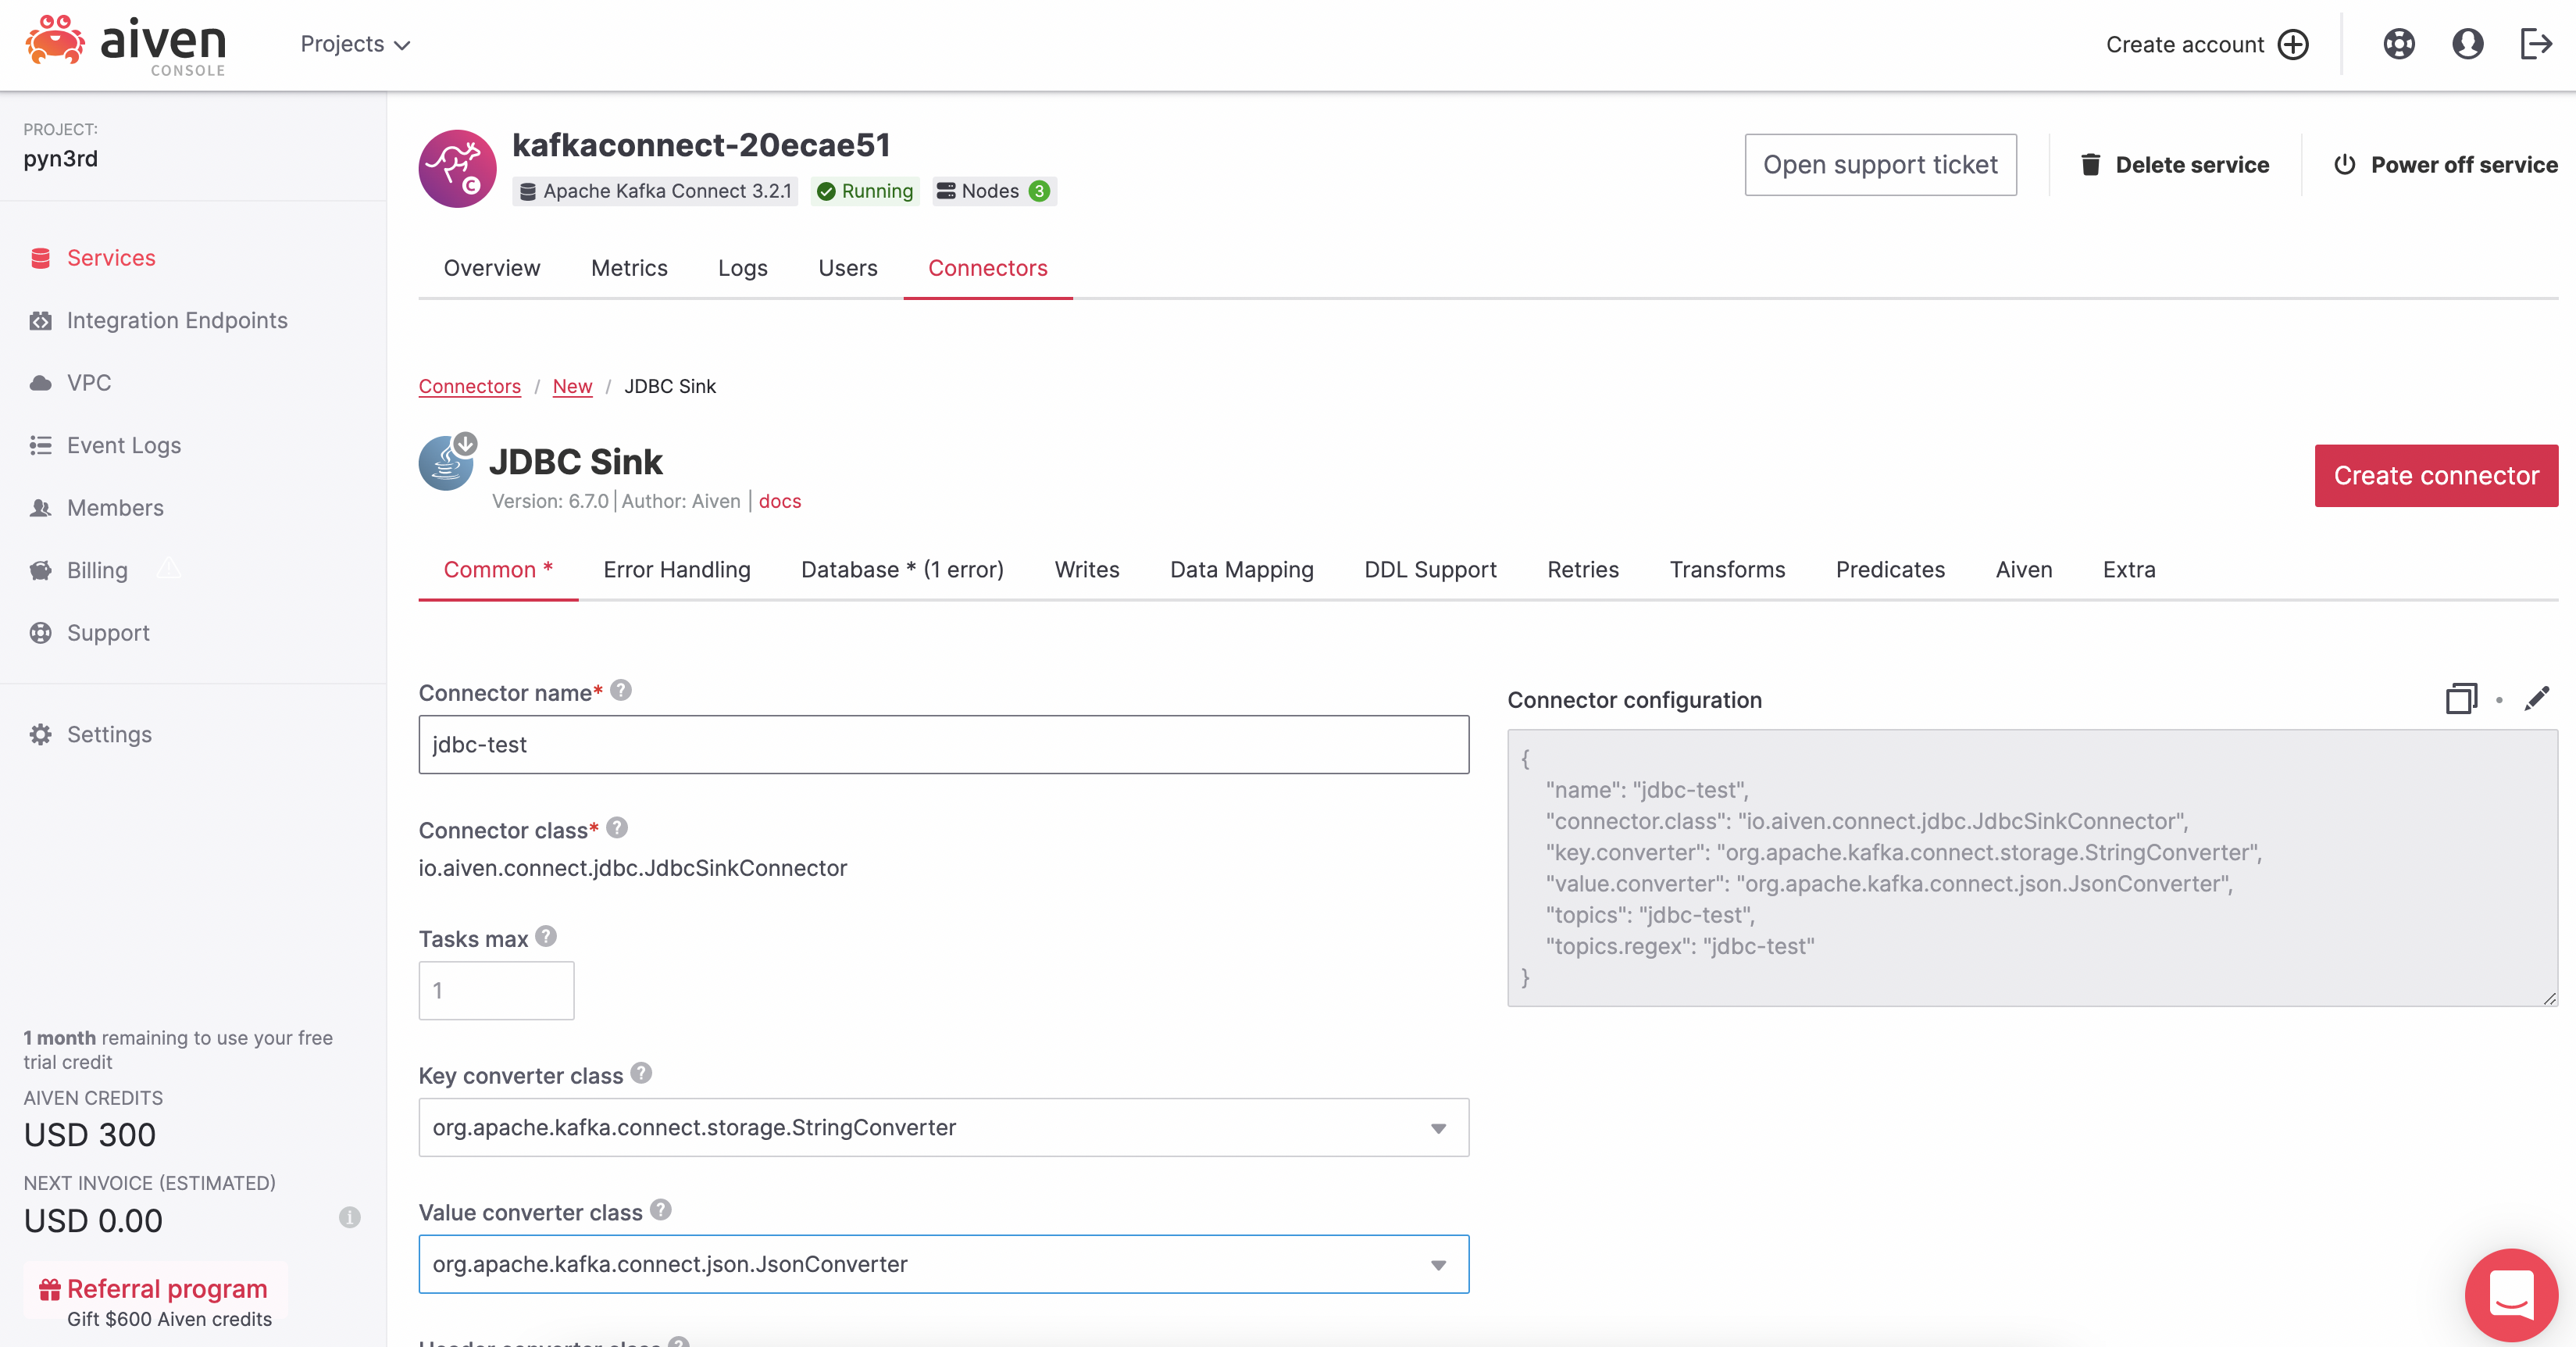 aiven
CONSOLE
Projects
Create account
PROJECT:
pyn3rd
Services
Integration Endpoints
VPC
Event Logs
Members
Billing
Support
Settings
1 month remaining to use your free
trial credit
AIVEN CREDITS
USD 300
NEXT INVOICE (ESTIMATED)
USD 0.00
Referral program
Gift $600 Aiven credits
kafkaconnect-20ecae51
Apache Kafka Connect 3.2.1 Running Nodes 3
Open support ticket
Delete service
Power off service
Overview Metrics Logs Users Connectors
Connectors / New / JDBC Sink
JDBC Sink
Version: 6.7.0 | Author: Aiven | docs
Create connector
Common * Error Handling Database * (1 error) Writes Data Mapping DDL Support Retries Transforms Predicates Aiven Extra
Connector name* ?
jdbc-test
Connector class* ?
io.aiven.connect.jdbc.JdbcSinkConnector
Tasks max ?
1
Key converter class ?
org.apache.kafka.connect.storage.StringConverter
Value converter class ?
org.apache.kafka.connect.json.JsonConverter
Header converter class ?
Connector configuration
{
"name": "jdbc-test",
"connector.class": "io.aiven.connect.jdbc.JdbcSinkConnector",
"key.converter": "org.apache.kafka.connect.storage.StringConverter",
"value.converter": "org.apache.kafka.connect.json.JsonConverter",
"topics": "jdbc-test",
"topics.regex": "jdbc-test"
}